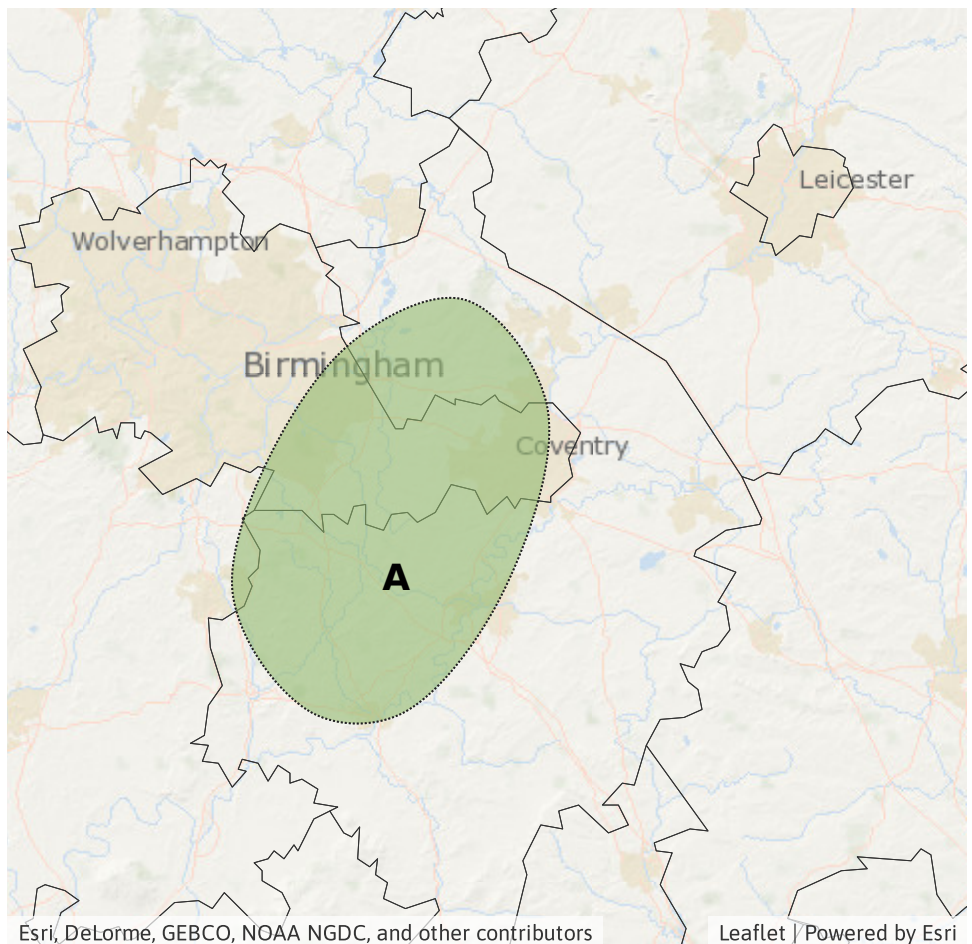 Leicester
Wolverhampton
Birmingham
Coventry
A
Esri, DeLorme, GEBCO, NOAA NGDC, and other contributors
Leaflet | Powered by Esri